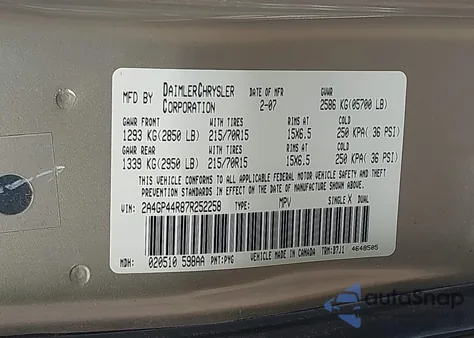 MFD BY DAIMLERCHRYSLER CORPORATION DATE OF MFR 2-07 GVWR 2586 KG(05700 LB)
GAWR FRONT WITH TIRES RIMS AT COLD
1293 KG(2850 LB) 215/70R15 15X6.5 250 KPA( 36 PSI)
GAWR REAR WITH TIRES RIMS AT COLD
1339 KG(2950 LB) 215/70R15 15X6.5 250 KPA( 36 PSI)
THIS VEHICLE CONFORMS TO ALL APPLICABLE FEDERAL MOTOR VEHICLE SAFETY AND THEFT
PREVENTION STANDARDS IN EFFECT ON THE DATE OF MANUFACTURE SHOWN ABOVE.
VIN: 2A4GP44R87R252258 TYPE: MPV SINGLE X DUAL
MDH: 020510 598AA PNT: PYG VEHICLE MADE IN CANADA TRM: B7J1 4648505
autoSnap